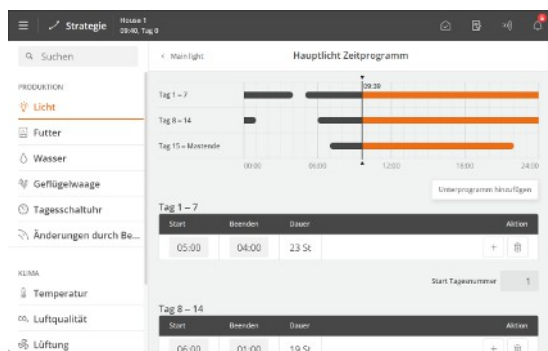 Strategie
House 1
09:40, Tag 0
Suchen
Main light
Hauptlicht Zeitprogramm
PRODUKTION
Licht
Futter
Wasser
Geflügelwaage
Tagesschaltuhr
Änderungen durch Be...
KLIMA
Temperatur
CO₂ Luftqualität
Lüftung
09:39
Tag 1 – 7
Tag 8 – 14
Tag 15 – Mastende
00:00 06:00 12:00 18:00 24:00
Unterprogramm hinzufügen
Tag 1 – 7
Start Beenden Dauer Aktion
05:00 04:00 23 St
Start Tagesnummer 1
Tag 8 – 14
Start Beenden Dauer Aktion
06:00 01:00 19 St